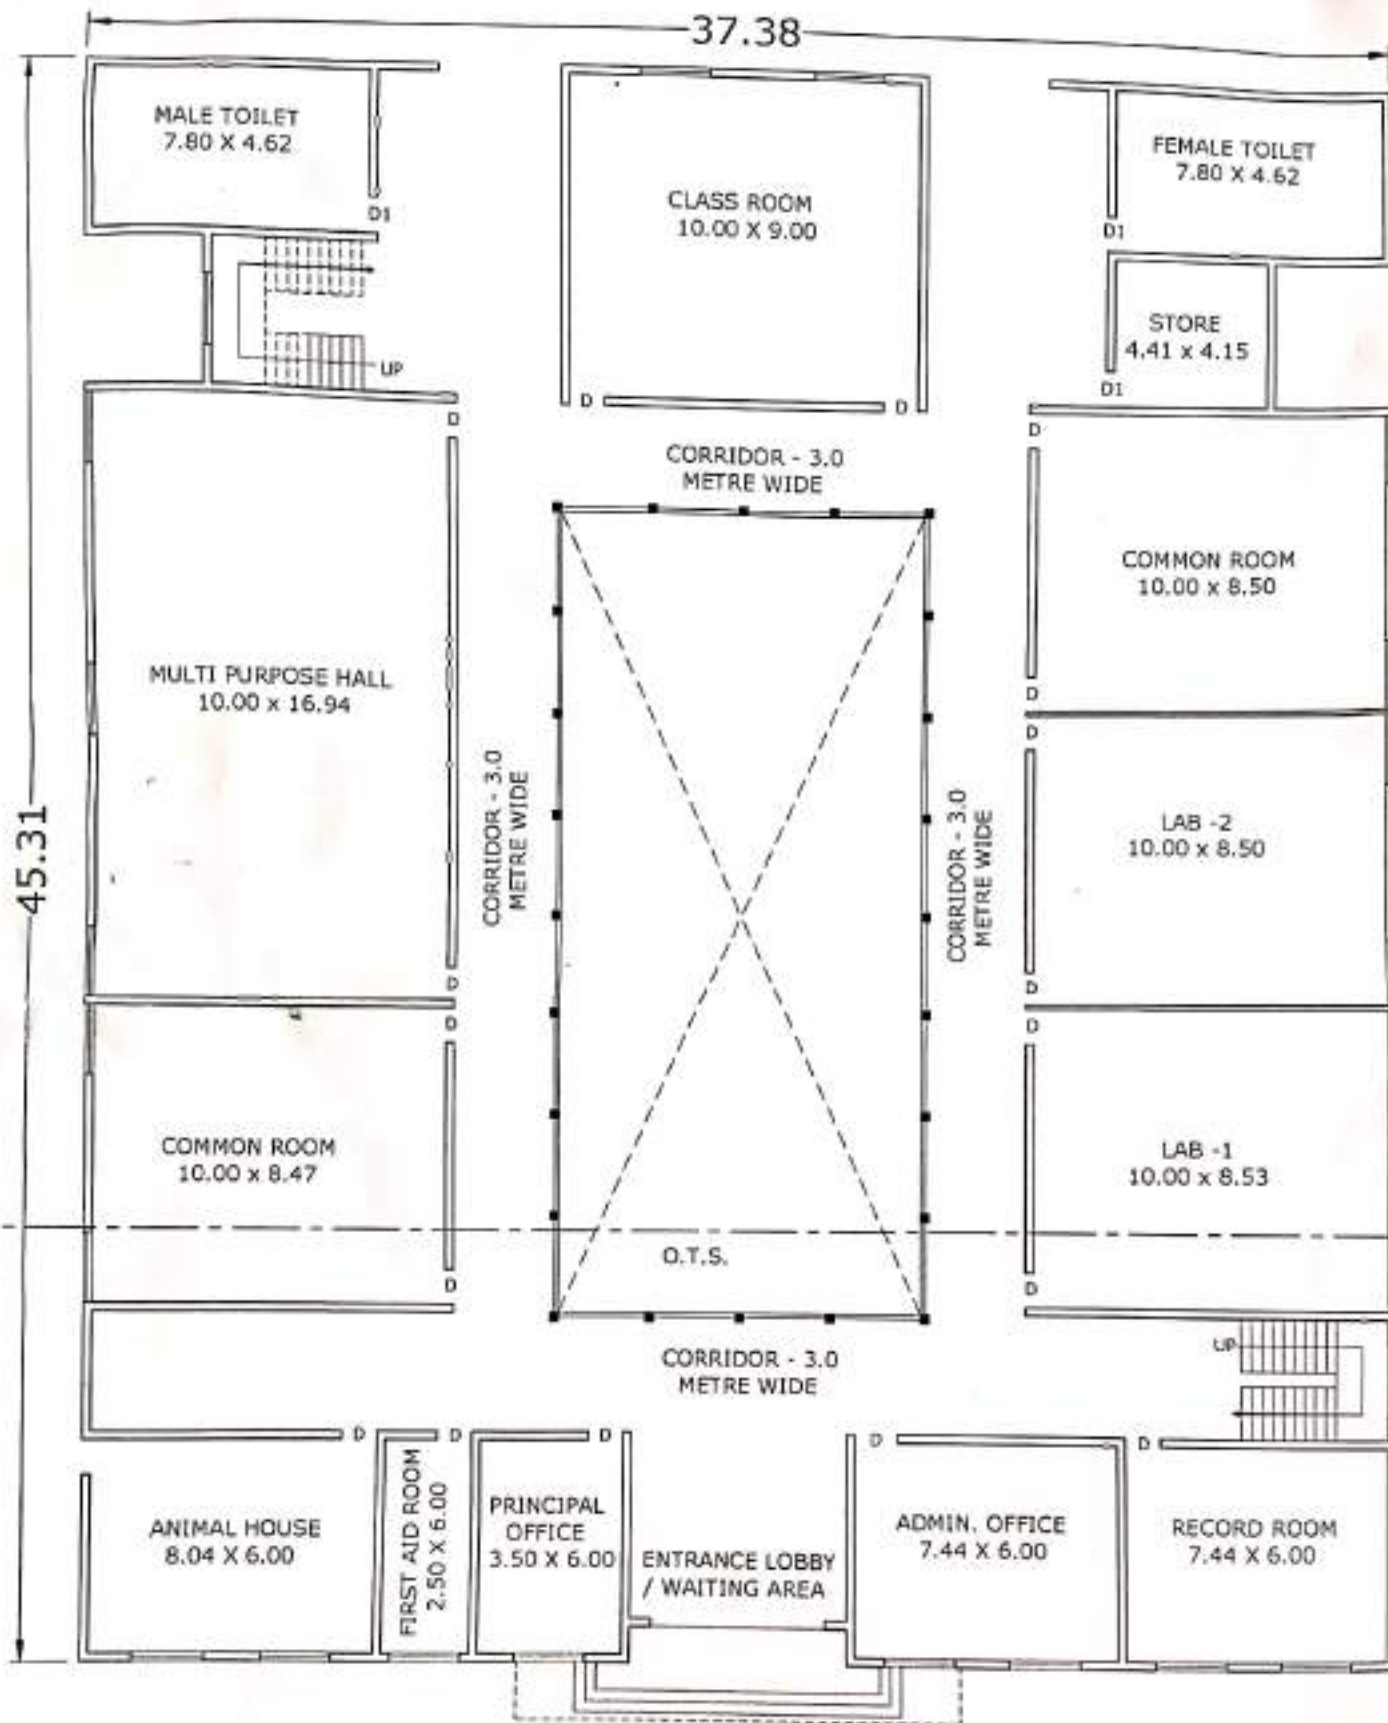 37.38
45.31
MALE TOILET
7.80 X 4.62
D1
CLASS ROOM
10.00 X 9.00
D
D
FEMALE TOILET
7.80 X 4.62
D1
STORE
4.41 x 4.15
D1
UP
D
CORRIDOR - 3.0
METRE WIDE
D
COMMON ROOM
10.00 x 8.50
D
MULTI PURPOSE HALL
10.00 x 16.94
D
CORRIDOR - 3.0
METRE WIDE
CORRIDOR - 3.0
METRE WIDE
D
LAB -2
10.00 x 8.50
D
D
COMMON ROOM
10.00 x 8.47
D
D
LAB -1
10.00 x 8.53
D
O.T.S.
CORRIDOR - 3.0
METRE WIDE
UP
D
D
D
D
D
ANIMAL HOUSE
8.04 X 6.00
FIRST AID ROOM
2.50 X 6.00
PRINCIPAL
OFFICE
3.50 X 6.00
ENTRANCE LOBBY
/ WAITING AREA
ADMIN. OFFICE
7.44 X 6.00
RECORD ROOM
7.44 X 6.00